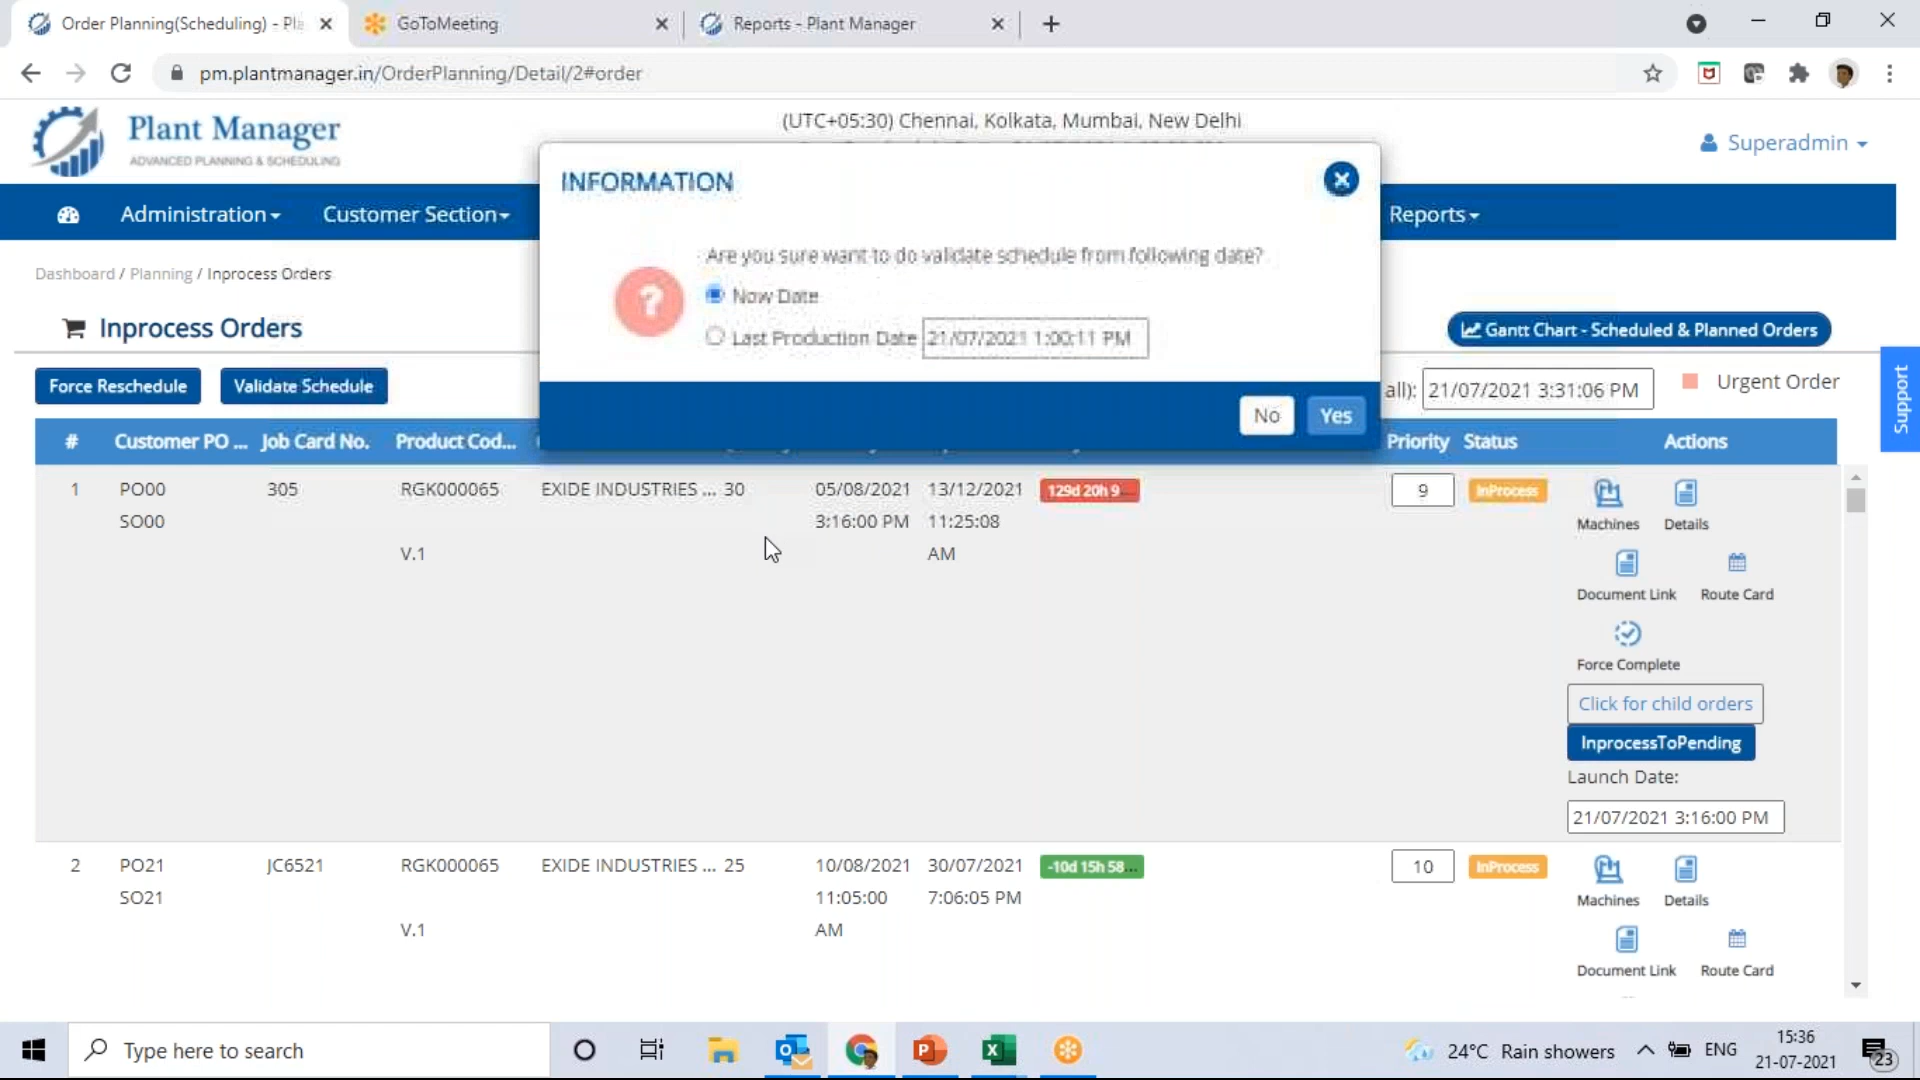 Order Planning(Scheduling) - Pla
GoToMeeting
Reports - Plant Manager
pm.plantmanager.in/OrderPlanning/Detail/2#order
Plant Manager
ADVANCED PLANNING & SCHEDULING
(UTC+05:30) Chennai, Kolkata, Mumbai, New Delhi
Superadmin
Administration
Customer Section
Reports
INFORMATION
Are you sure want to do validate schedule from following date?
Now Date
Last Production Date 21/07/2021 1:00:11 PM
No
Yes
Dashboard / Planning / Inprocess Orders
Inprocess Orders
Gantt Chart - Scheduled & Planned Orders
Force Reschedule
Validate Schedule
all): 21/07/2021 3:31:06 PM
Urgent Order
Support
# Customer PO ... Job Card No. Product Cod... Priority Status Actions
1 PO00 305 RGK000065 EXIDE INDUSTRIES ... 30 05/08/2021 13/12/2021 129d 20h 9... 9 InProcess
SO00 3:16:00 PM 11:25:08
V.1 AM
Machines Details
Document Link Route Card
Force Complete
Click for child orders
InprocessToPending
Launch Date:
21/07/2021 3:16:00 PM
2 PO21 JC6521 RGK000065 EXIDE INDUSTRIES ... 25 10/08/2021 30/07/2021 -10d 15h 58... 10 InProcess
SO21 11:05:00 7:06:05 PM
V.1 AM
Machines Details
Document Link Route Card
Type here to search
24°C Rain showers
ENG
15:36
21-07-2021
23